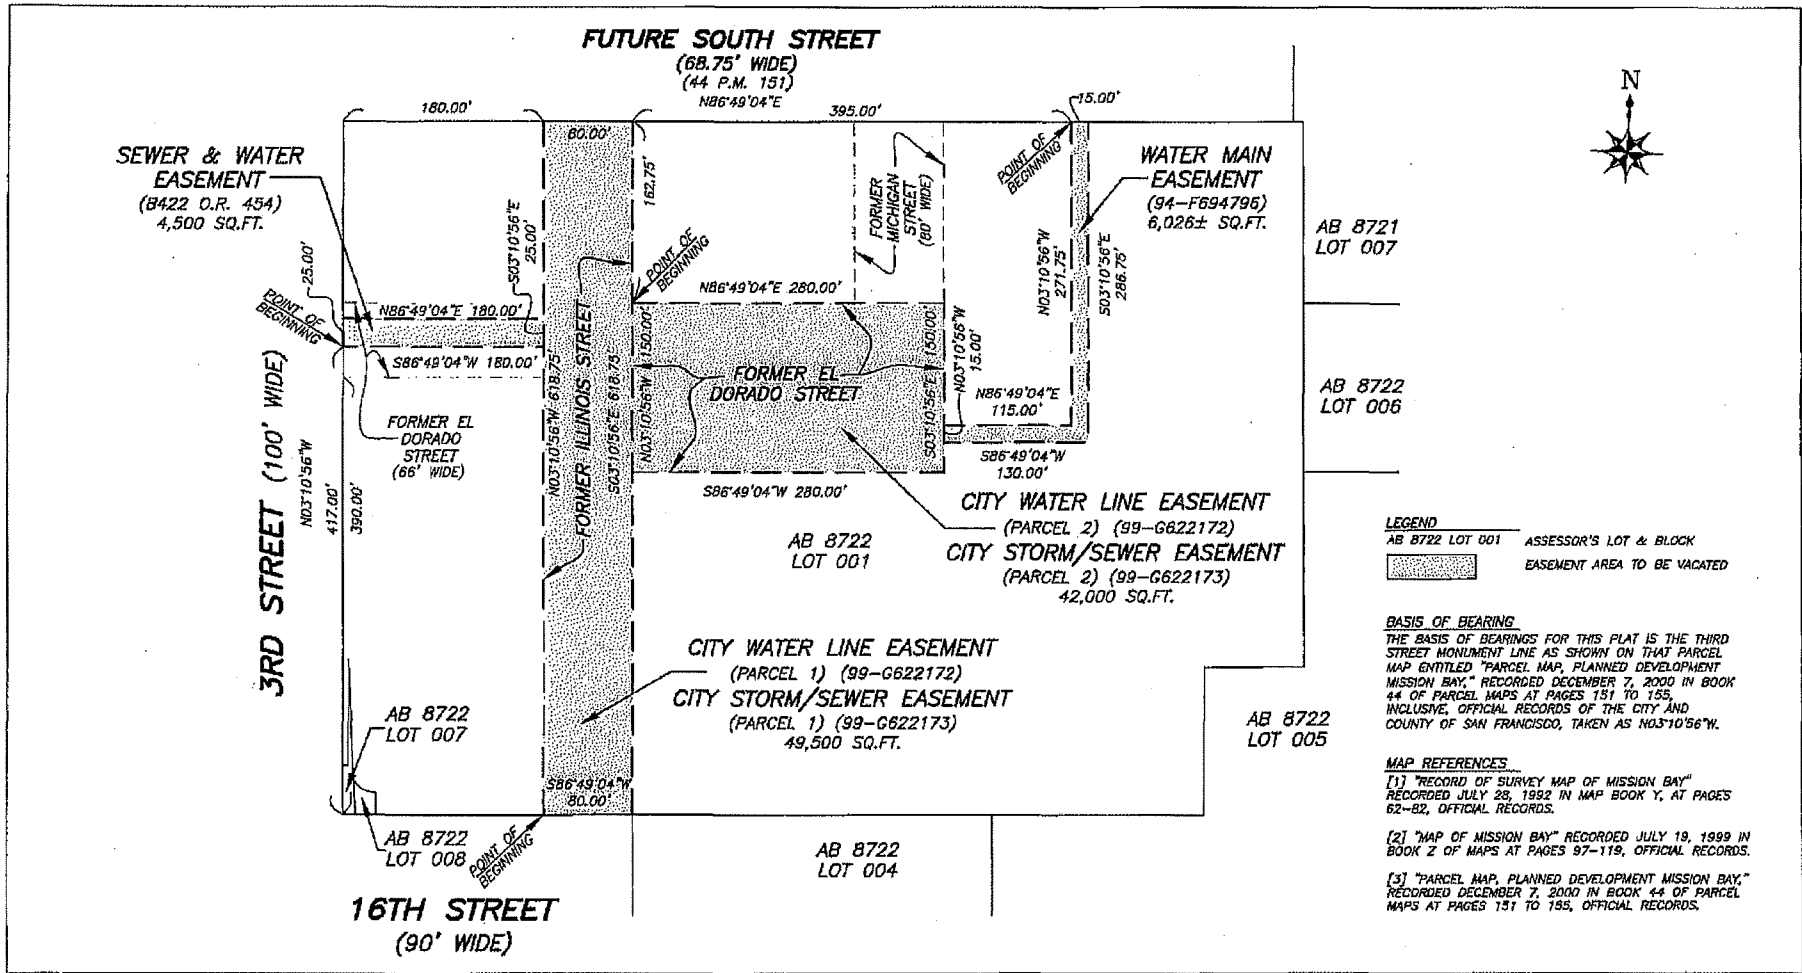 FUTURE SOUTH STREET
(68.75' WIDE)
(44 P.M. 151)
N86°49'04"E
180.00'
395.00'
15.00'
80.00'
N
SEWER & WATER
EASEMENT
(B422 O.R. 454)
4,500 SQ.FT.
S03°10'56"E
25.00'
162.75'
FORMER
MICHIGAN
STREET
(80' WIDE)
POINT OF
BEGINNING
WATER MAIN
EASEMENT
(94-F694796)
6,026± SQ.FT.
AB 8721
LOT 007
25.00'
POINT OF
BEGINNING
POINT OF
BEGINNING
N03°10'56"W
271.75'
S03°10'56"E
286.75'
N86°49'04"E 180.00'
N86°49'04"E 280.00'
S86°49'04"W 180.00'
FORMER ILLINOIS STREET
N03°10'56"W 618.75'
S03°10'56"E 618.75'
N03°10'56"W 150.00'
FORMER EL
DORADO STREET
S03°10'56"E 150.00'
N03°10'56"W
15.00'
N86°49'04"E
115.00'
AB 8722
LOT 006
3RD STREET (100' WIDE)
N03°10'56"W
417.00'
390.00'
FORMER EL
DORADO
STREET
(66' WIDE)
S86°49'04"W
130.00'
S86°49'04"W 280.00'
CITY WATER LINE EASEMENT
(PARCEL 2) (99-G622172)
CITY STORM/SEWER EASEMENT
(PARCEL 2) (99-G622173)
42,000 SQ.FT.
AB 8722
LOT 001
CITY WATER LINE EASEMENT
(PARCEL 1) (99-G622172)
CITY STORM/SEWER EASEMENT
(PARCEL 1) (99-G622173)
49,500 SQ.FT.
AB 8722
LOT 007
AB 8722
LOT 005
S86°49'04"W
80.00'
AB 8722
LOT 008
POINT OF
BEGINNING
AB 8722
LOT 004
16TH STREET
(90' WIDE)
LEGEND
AB 8722 LOT 001 ASSESSOR'S LOT & BLOCK
EASEMENT AREA TO BE VACATED
BASIS OF BEARING
THE BASIS OF BEARINGS FOR THIS PLAT IS THE THIRD
STREET MONUMENT LINE AS SHOWN ON THAT PARCEL
MAP ENTITLED "PARCEL MAP, PLANNED DEVELOPMENT
MISSION BAY," RECORDED DECEMBER 7, 2000 IN BOOK
44 OF PARCEL MAPS AT PAGES 151 TO 155,
INCLUSIVE, OFFICIAL RECORDS OF THE CITY AND
COUNTY OF SAN FRANCISCO, TAKEN AS N03°10'56"W.
MAP REFERENCES
[1] "RECORD OF SURVEY MAP OF MISSION BAY"
RECORDED JULY 28, 1992 IN MAP BOOK Y, AT PAGES
62-82, OFFICIAL RECORDS.
[2] "MAP OF MISSION BAY" RECORDED JULY 19, 1999 IN
BOOK Z OF MAPS AT PAGES 97-119, OFFICIAL RECORDS.
[3] "PARCEL MAP, PLANNED DEVELOPMENT MISSION BAY,"
RECORDED DECEMBER 7, 2000 IN BOOK 44 OF PARCEL
MAPS AT PAGES 151 TO 155, OFFICIAL RECORDS.